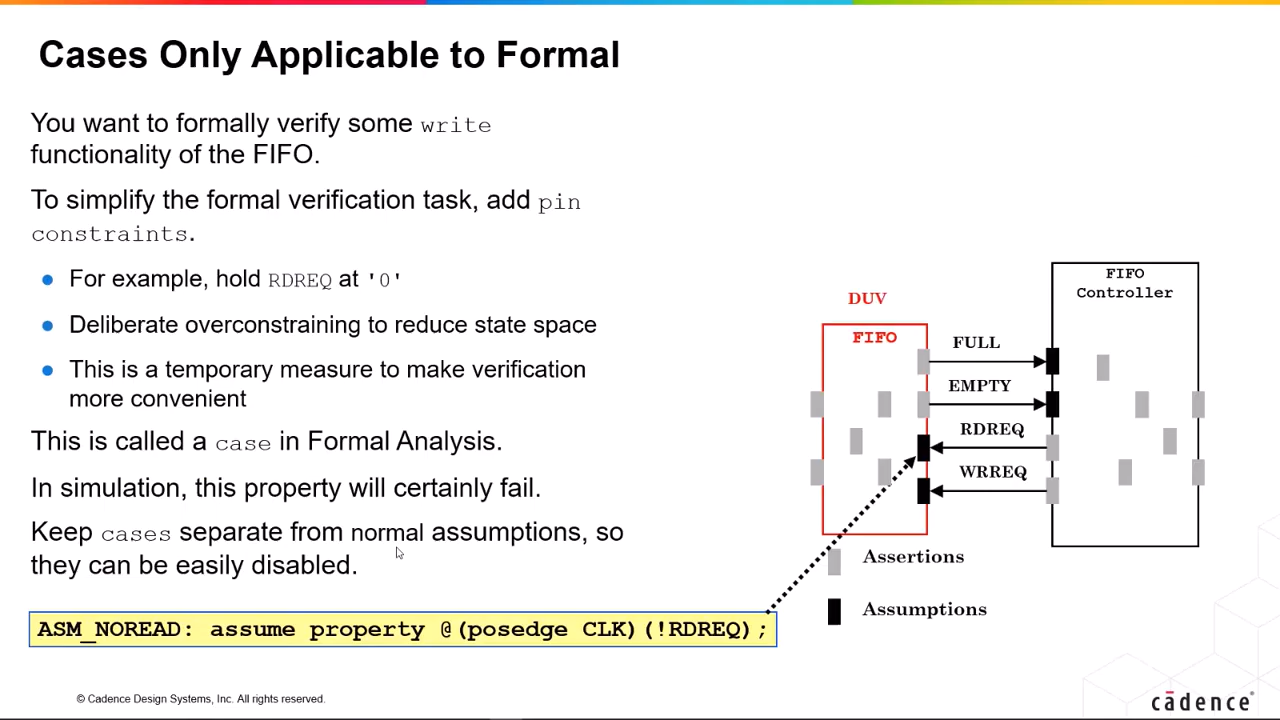 Cases Only Applicable to Formal
You want to formally verify some write
functionality of the FIFO.
To simplify the formal verification task, add pin
constraints.
For example, hold RDREQ at '0'
Deliberate overconstraining to reduce state space
This is a temporary measure to make verification
more convenient
This is called a case in Formal Analysis.
In simulation, this property will certainly fail.
Keep cases separate from normal assumptions, so
they can be easily disabled.
ASM_NOREAD: assume property @(posedge CLK)(!RDREQ);
DUV
FIFO
FULL
EMPTY
RDREQ
WRREQ
FIFO
Controller
Assertions
Assumptions
© Cadence Design Systems, Inc. All rights reserved.
cādence®